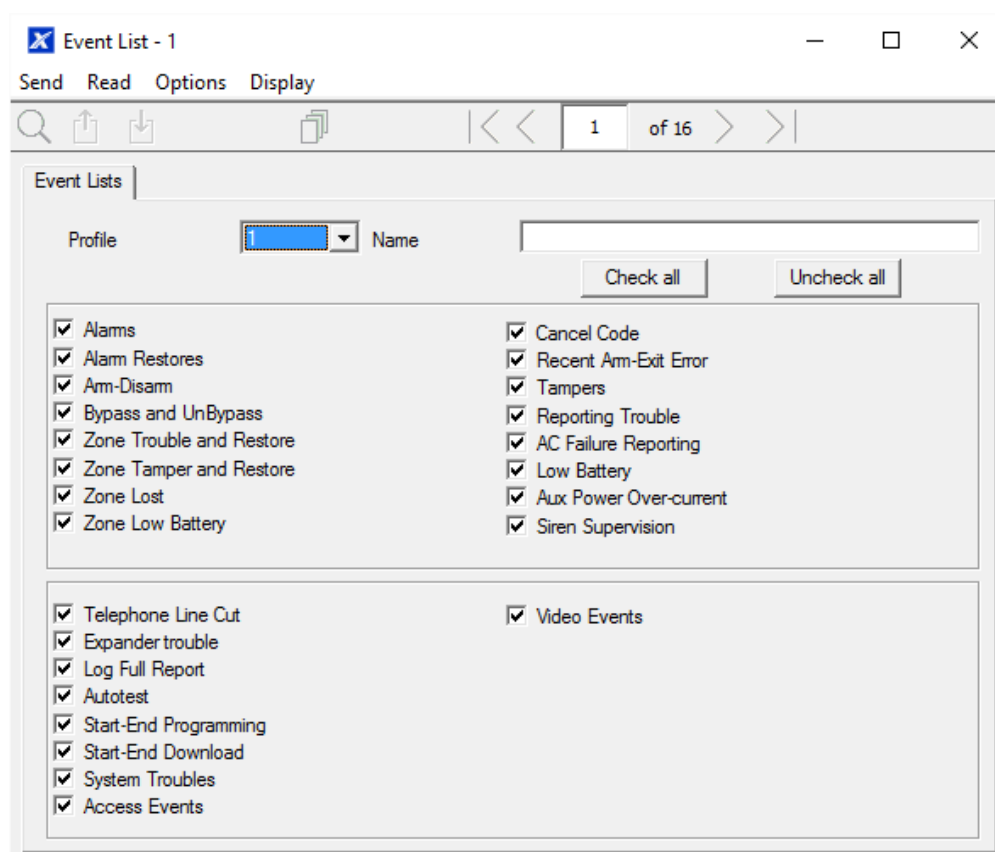 Event List - 1
Send Read Options Display
1 of 16
Event Lists
Profile 1 Name
Check all Uncheck all
Alarms
Alarm Restores
Arm-Disarm
Bypass and UnBypass
Zone Trouble and Restore
Zone Tamper and Restore
Zone Lost
Zone Low Battery
Cancel Code
Recent Arm-Exit Error
Tampers
Reporting Trouble
AC Failure Reporting
Low Battery
Aux Power Over-current
Siren Supervision
Telephone Line Cut
Expander trouble
Log Full Report
Autotest
Start-End Programming
Start-End Download
System Troubles
Access Events
Video Events